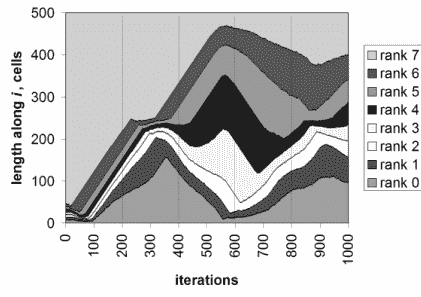 500
400
300
200
100
0
length along i, cells
0
100
200
300
400
500
600
700
800
900
1000
iterations
rank 7
rank 6
rank 5
rank 4
rank 3
rank 2
rank 1
rank 0